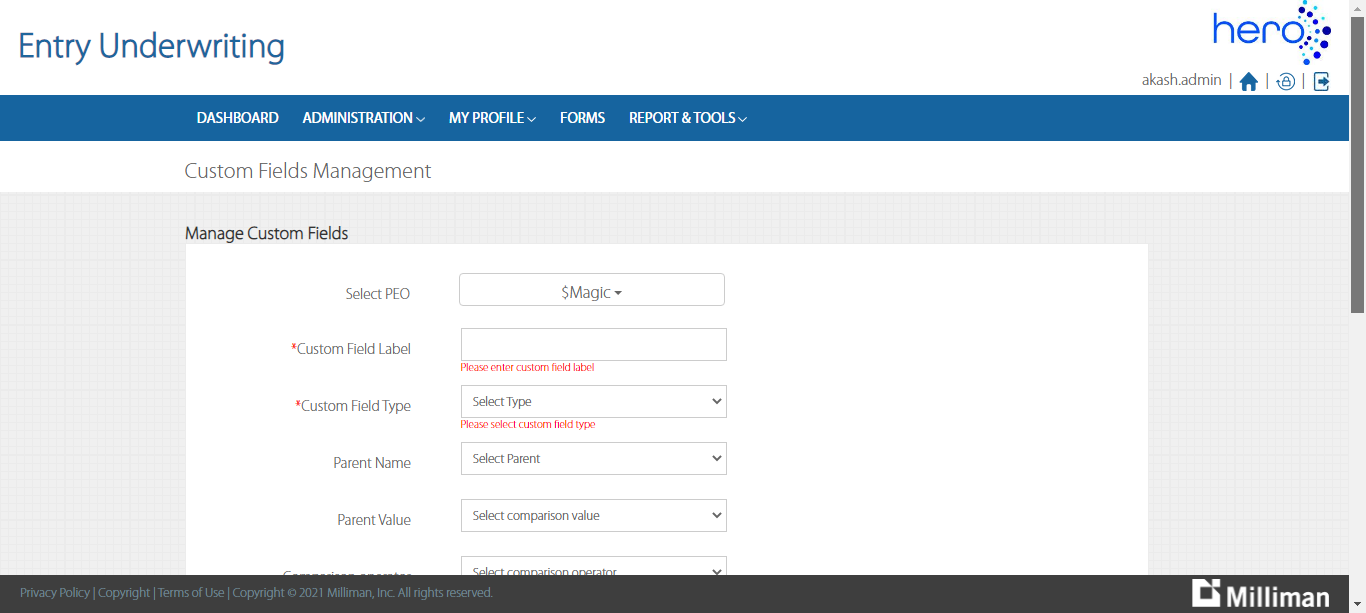 Entry Underwriting
hero
akash.admin | | |
DASHBOARD ADMINISTRATION MY PROFILE FORMS REPORT & TOOLS
Custom Fields Management
Manage Custom Fields
Select PEO $Magic
*Custom Field Label
Please enter custom field label
*Custom Field Type Select Type
Please select custom field type
Parent Name Select Parent
Parent Value Select comparison value
Comparison operator Select comparison operator
Privacy Policy | Copyright | Terms of Use | Copyright © 2021 Milliman, Inc. All rights reserved.
Milliman